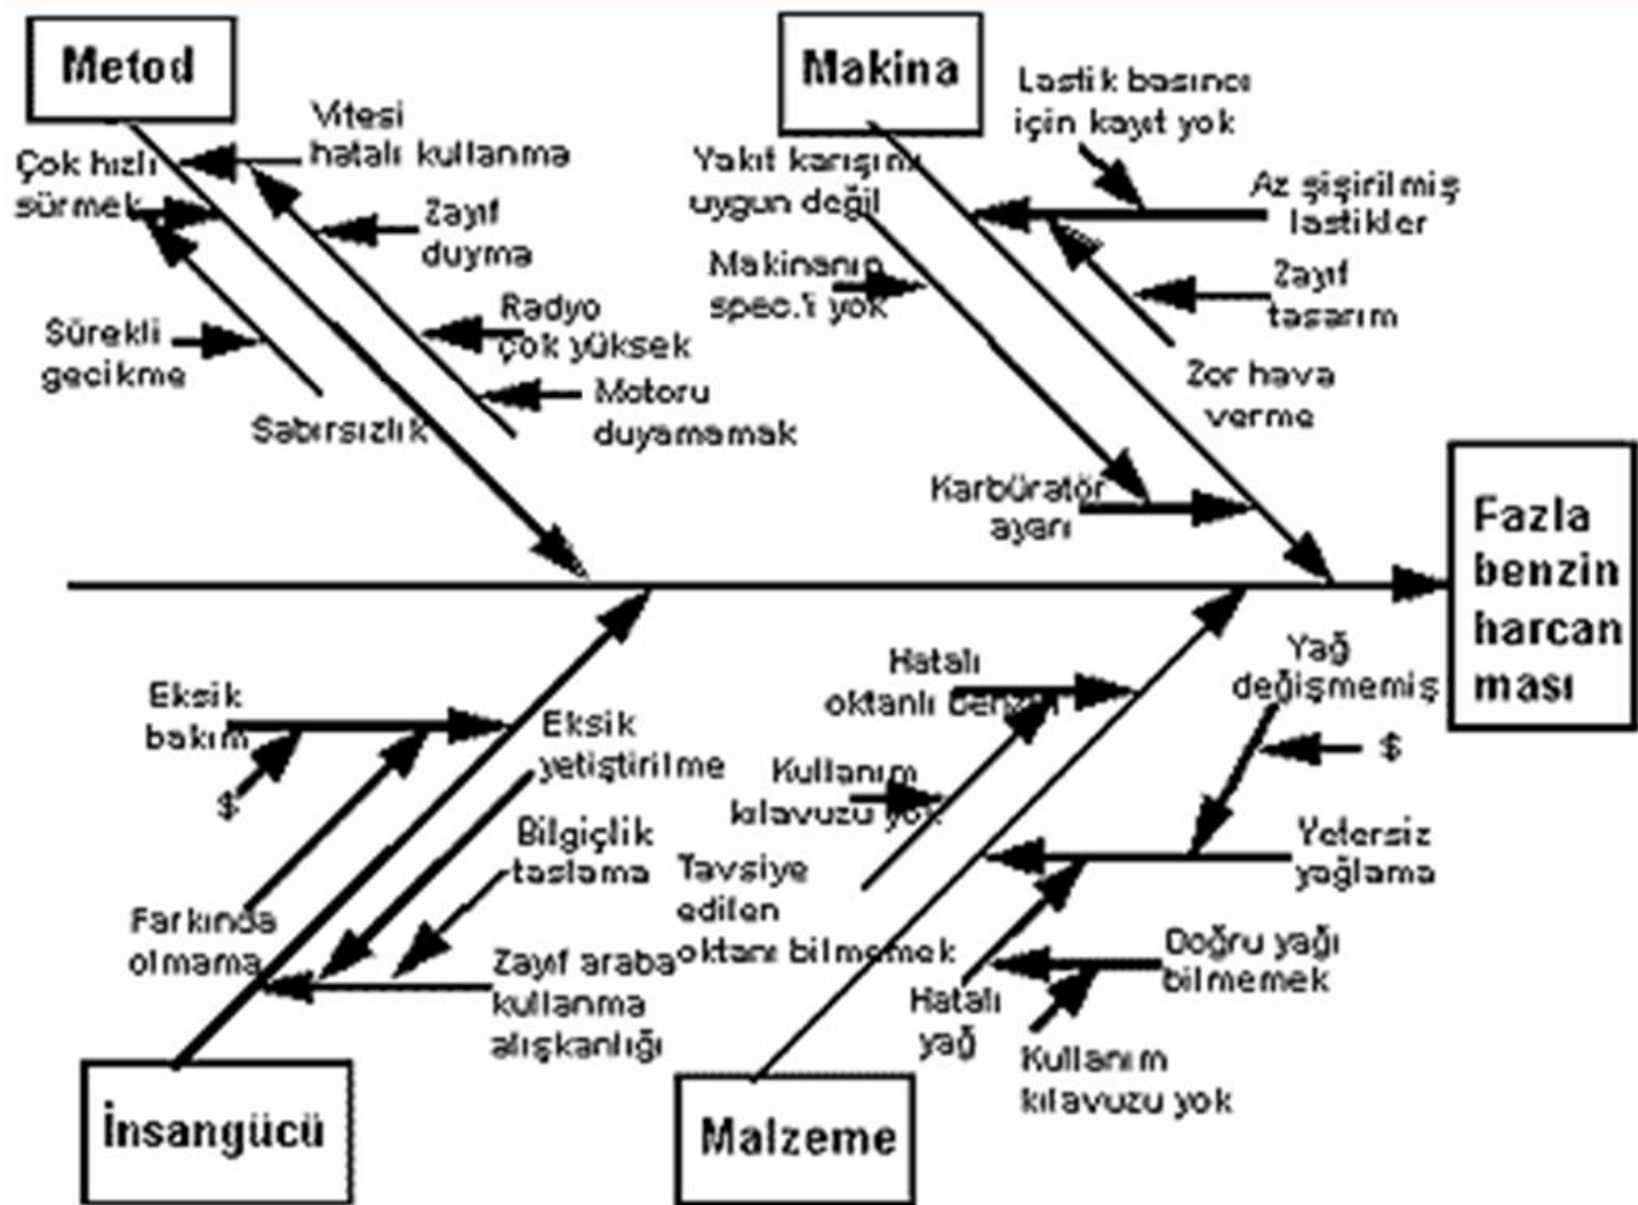 Metod
Vitesi
hatalı kullanma
Çok hızlı
sürmek
Zayıf
duyma
Radyo
çok yüksek
Sürekli
gecikme
Motoru
duyamamak
Sabırsızlık
Makina
Lastik basıncı
için kayıt yok
Yakıt karışımı
uygun değil
Az şişirilmiş
lastikler
Makinanın
spec.'i yok
Zayıf
tasarım
Zor hava
verme
Karbüratör
ayarı
Fazla
benzin
harcan
ması
Eksik
bakım
$
Eksik
yetiştirilme
Bilgiçlik
taslama
Farkında
olmama
Zayıf araba
kullanma
alışkanlığı
İnsangücü
Hatalı
oktanlı benzin
Yağ
değişmemiş
$
Kullanım
kılavuzu yok
Tavsiye
edilen
oktanı bilmemek
Yetersiz
yağlama
Doğru yağı
bilmemek
Hatalı
yağ
Kullanım
kılavuzu yok
Malzeme